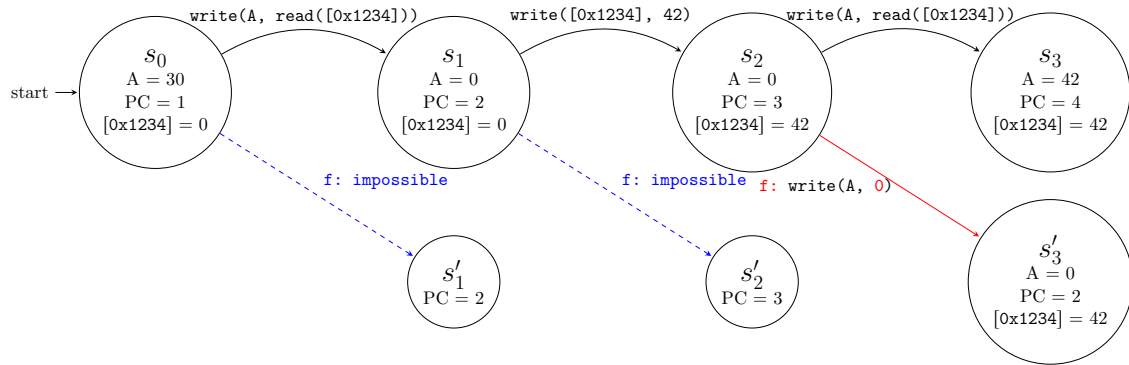 write(A, read([0x1234]))
write([0x1234], 42)
write(A, read([0x1234]))
start
s₀
A = 30
PC = 1
[0x1234] = 0
s₁
A = 0
PC = 2
[0x1234] = 0
s₂
A = 0
PC = 3
[0x1234] = 42
s₃
A = 42
PC = 4
[0x1234] = 42
f: impossible
f: impossible
f: write(A, 0)
s′₁
PC = 2
s′₂
PC = 3
s′₃
A = 0
PC = 2
[0x1234] = 42